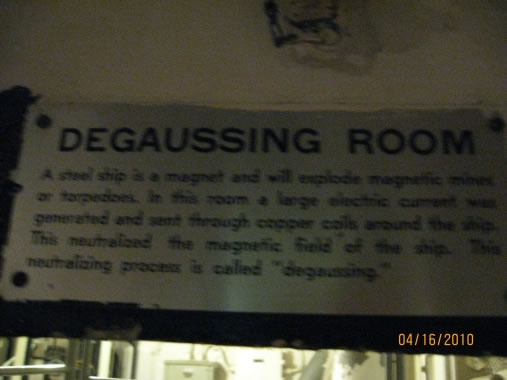 DEGAUSSING ROOM
A steel ship is a magnet and will explode magnetic mines
or torpedoes. In this room a large electric current was
generated and sent through copper coils around the ship.
This neutralized the magnetic field of the ship. This
neutralizing process is called "degaussing."
04/16/2010